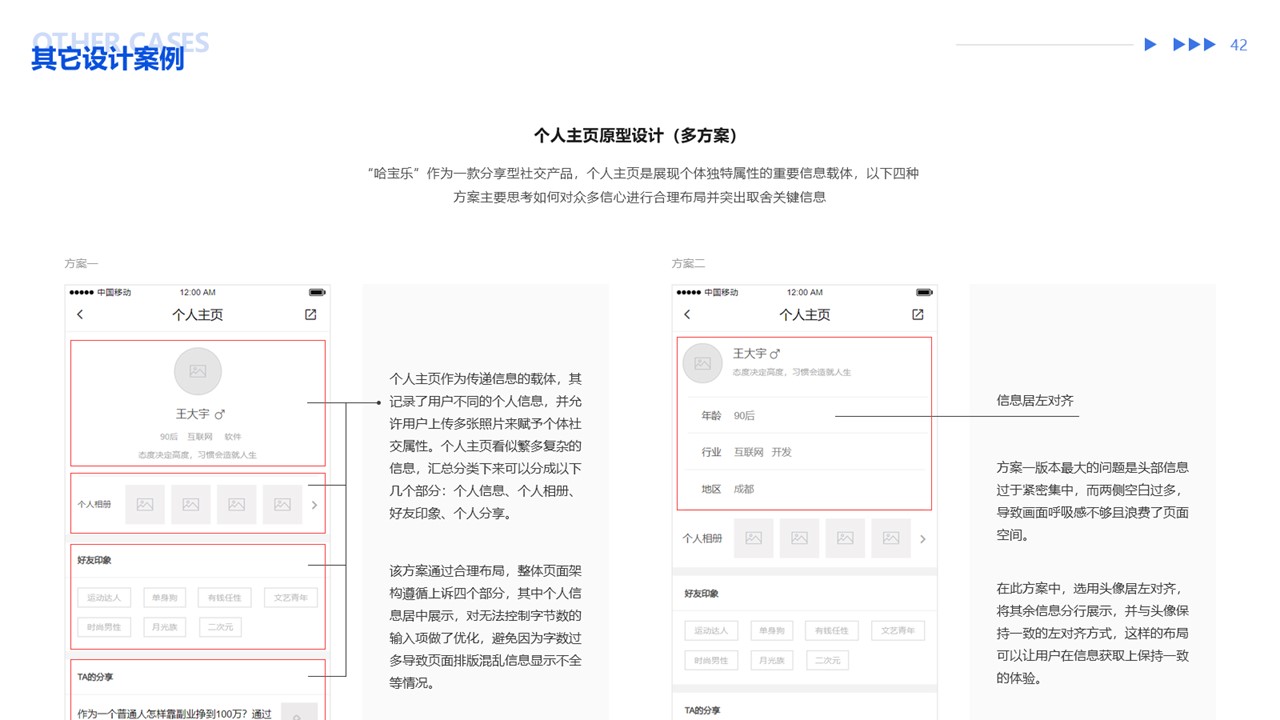 OTHER CASES
其它设计案例
42
个人主页原型设计（多方案）
“哈宝乐”作为一款分享型社交产品，个人主页是展现个体独特属性的重要信息载体，以下四种
方案主要思考如何对众多信心进行合理布局并突出取舍关键信息
方案一
中国移动 12:00 AM
个人主页
王大宇
90后 互联网 软件
态度决定高度，习惯会造就人生
个人相册
好友印象
运动达人 单身狗 有钱任性 文艺青年
时尚男性 月光族 二次元
TA的分享
作为一个普通人怎样靠副业挣到100万？通过
个人主页作为传递信息的载体，其
记录了用户不同的个人信息，并允
许用户上传多张照片来赋予个体社
交属性。个人主页看似繁多复杂的
信息，汇总分类下来可以分成以下
几个部分：个人信息、个人相册、
好友印象、个人分享。
该方案通过合理布局，整体页面架
构遵循上诉四个部分，其中个人信
息居中展示，对无法控制字节数的
输入项做了优化，避免因为字数过
多导致页面排版混乱信息显示不全
等情况。
方案二
中国移动 12:00 AM
个人主页
王大宇
态度决定高度，习惯会造就人生
年龄 90后
行业 互联网 开发
地区 成都
个人相册
好友印象
运动达人 单身狗 有钱任性 文艺青年
时尚男性 月光族 二次元
TA的分享
信息居左对齐
方案一版本最大的问题是头部信息
过于紧密集中，而两侧空白过多，
导致画面呼吸感不够且浪费了页面
空间。
在此方案中，选用头像居左对齐，
将其余信息分行展示，并与头像保
持一致的左对齐方式，这样的布局
可以让用户在信息获取上保持一致
的体验。